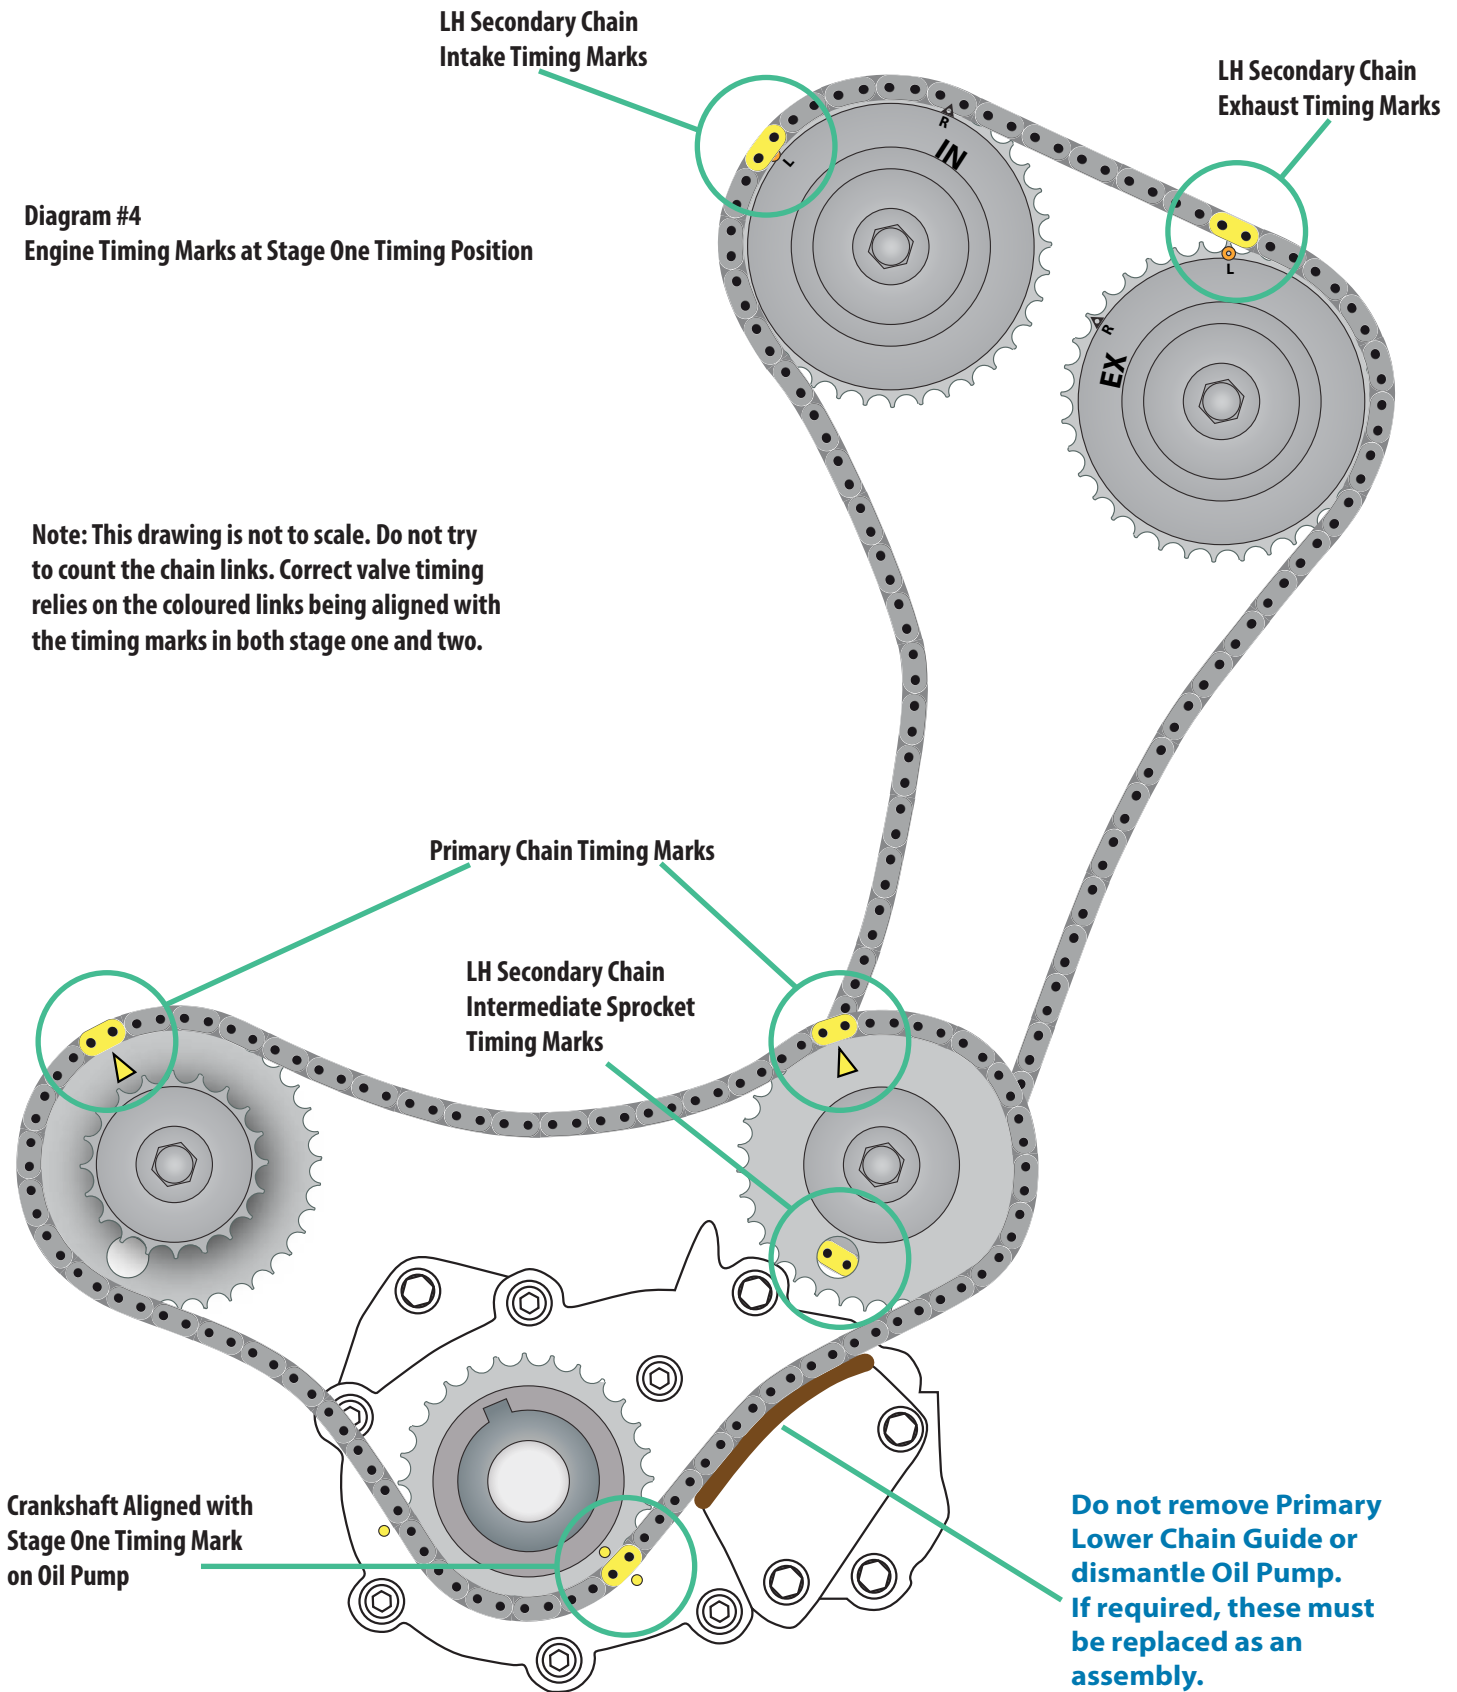 LH Secondary Chain
Intake Timing Marks
LH Secondary Chain
Exhaust Timing Marks
R
IN
L
Diagram #4
Engine Timing Marks at Stage One Timing Position
L
R
EX
Note: This drawing is not to scale. Do not try
to count the chain links. Correct valve timing
relies on the coloured links being aligned with
the timing marks in both stage one and two.
Primary Chain Timing Marks
LH Secondary Chain
Intermediate Sprocket
Timing Marks
Crankshaft Aligned with
Stage One Timing Mark
on Oil Pump
Do not remove Primary
Lower Chain Guide or
dismantle Oil Pump.
If required, these must
be replaced as an
assembly.